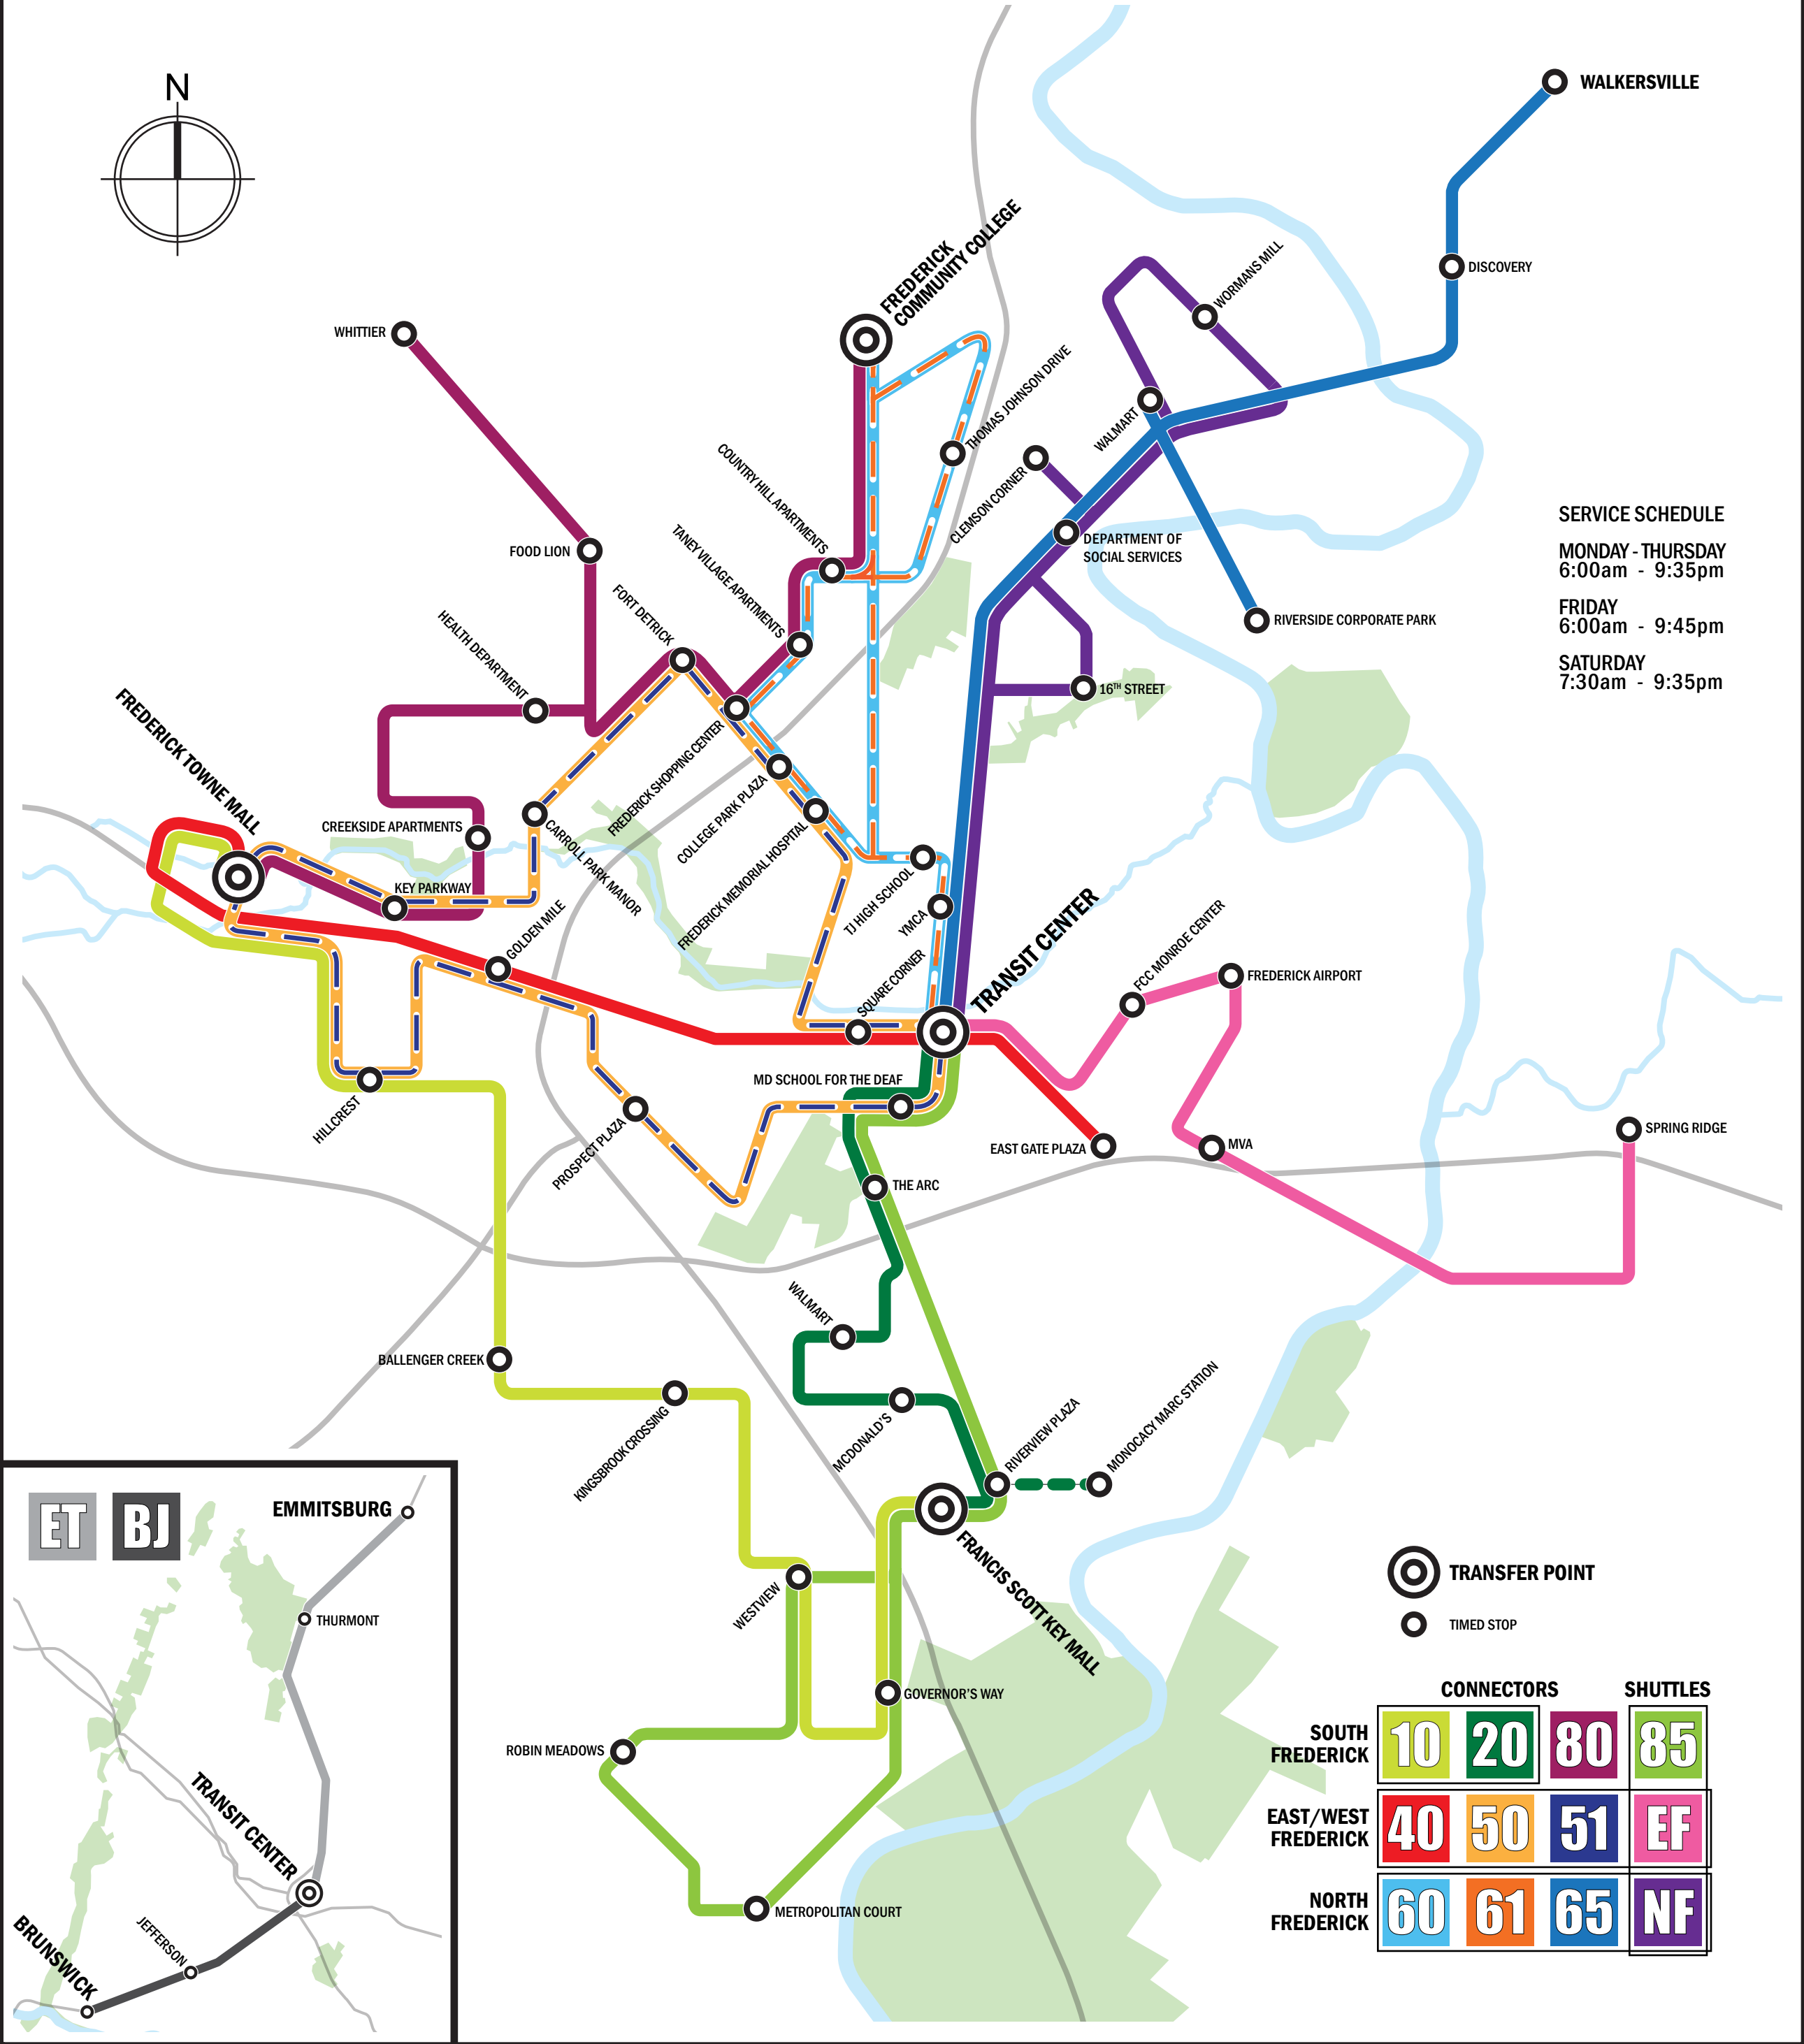 N
WALKERSVILLE
DISCOVERY
WORMANS MILL
FREDERICK
COMMUNITY COLLEGE
WHITTIER
THOMAS JOHNSON DRIVE
WALMART
COUNTRY HILL APARTMENTS
CLEMSON CORNER
TANEY VILLAGE APARTMENTS
DEPARTMENT OF
SOCIAL SERVICES
FOOD LION
FORT DETRICK
HEALTH DEPARTMENT
RIVERSIDE CORPORATE PARK
16TH STREET
SERVICE SCHEDULE
MONDAY - THURSDAY
6:00am - 9:35pm
FRIDAY
6:00am - 9:45pm
SATURDAY
7:30am - 9:35pm
FREDERICK TOWNE MALL
FREDERICK SHOPPING CENTER
COLLEGE PARK PLAZA
FREDERICK MEMORIAL HOSPITAL
CREEKSIDE APARTMENTS
CARROLL PARK MANOR
KEY PARKWAY
GOLDEN MILE
TJ HIGH SCHOOL
YMCA
SQUARE CORNER
TRANSIT CENTER
FCC MONROE CENTER
FREDERICK AIRPORT
MD SCHOOL FOR THE DEAF
HILLCREST
PROSPECT PLAZA
EAST GATE PLAZA
MVA
SPRING RIDGE
THE ARC
WALMART
BALLENGER CREEK
KINGSBROOK CROSSING
MCDONALD'S
RIVERVIEW PLAZA
MONOCACY MARC STATION
FRANCIS SCOTT KEY MALL
WESTVIEW
GOVERNOR'S WAY
ROBIN MEADOWS
METROPOLITAN COURT
ET BJ
EMMITSBURG
THURMONT
TRANSIT CENTER
JEFFERSON
BRUNSWICK
TRANSFER POINT
TIMED STOP
CONNECTORS SHUTTLES
SOUTH
FREDERICK
10 20 80 85
EAST/WEST
FREDERICK
40 50 51 EF
NORTH
FREDERICK
60 61 65 NF